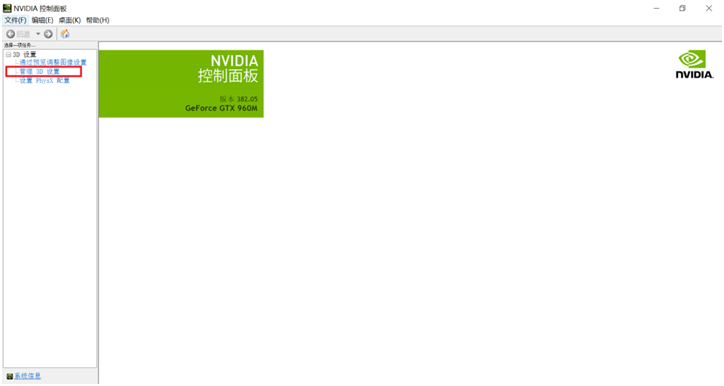 NVIDIA 控制面板
文件(F) 编辑(E) 桌面(K) 帮助(H)
后退
选择一项任务...
3D 设置
通过预览调整图像设置
管理 3D 设置
设置 PhysX 配置
NVIDIA
控制面板
版本 382.05
GeForce GTX 960M
NVIDIA.
系统信息